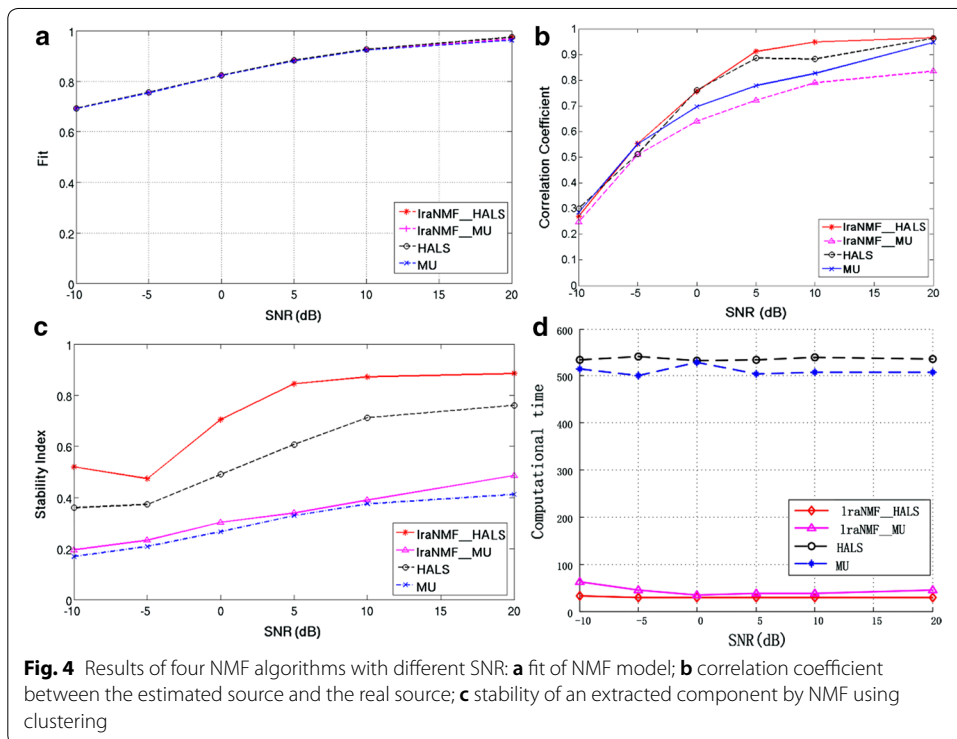 a
1
0.8
0.6
0.4
0.2
0
Fit
-10 -5 0 5 10 15 20
SNR (dB)
lraNMF__HALS
lraNMF__MU
HALS
MU
b
1
0.9
0.8
0.7
0.6
0.5
0.4
0.3
0.2
0.1
0
Correlation Coefficient
-10 -5 0 5 10 15 20
SNR (dB)
lraNMF__HALS
lraNMF__MU
HALS
MU
c
1
0.8
0.6
0.4
0.2
0
Stability Index
-10 -5 0 5 10 15 20
SNR (dB)
lraNMF__HALS
lraNMF__MU
HALS
MU
d
600
500
400
300
200
100
0
Computational time
-10 -5 0 5 10 15 20
SNR(dB)
lraNMF__HALS
lraNMF__MU
HALS
MU
Fig. 4 Results of four NMF algorithms with different SNR: a fit of NMF model; b correlation coefficient
between the estimated source and the real source; c stability of an extracted component by NMF using
clustering